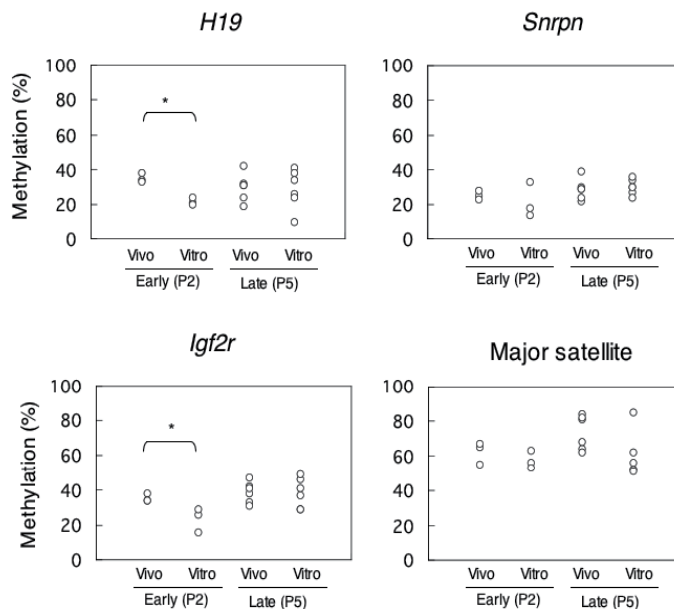 H19
Methylation (%)
100
80
60
40
20
0
*
Vivo Vitro Vivo Vitro
Early (P2) Late (P5)
Snrpn
100
80
60
40
20
0
Vivo Vitro Vivo Vitro
Early (P2) Late (P5)
Igf2r
Methylation (%)
100
80
60
40
20
0
*
Vivo Vitro Vivo Vitro
Early (P2) Late (P5)
Major satellite
100
80
60
40
20
0
Vivo Vitro Vivo Vitro
Early (P2) Late (P5)